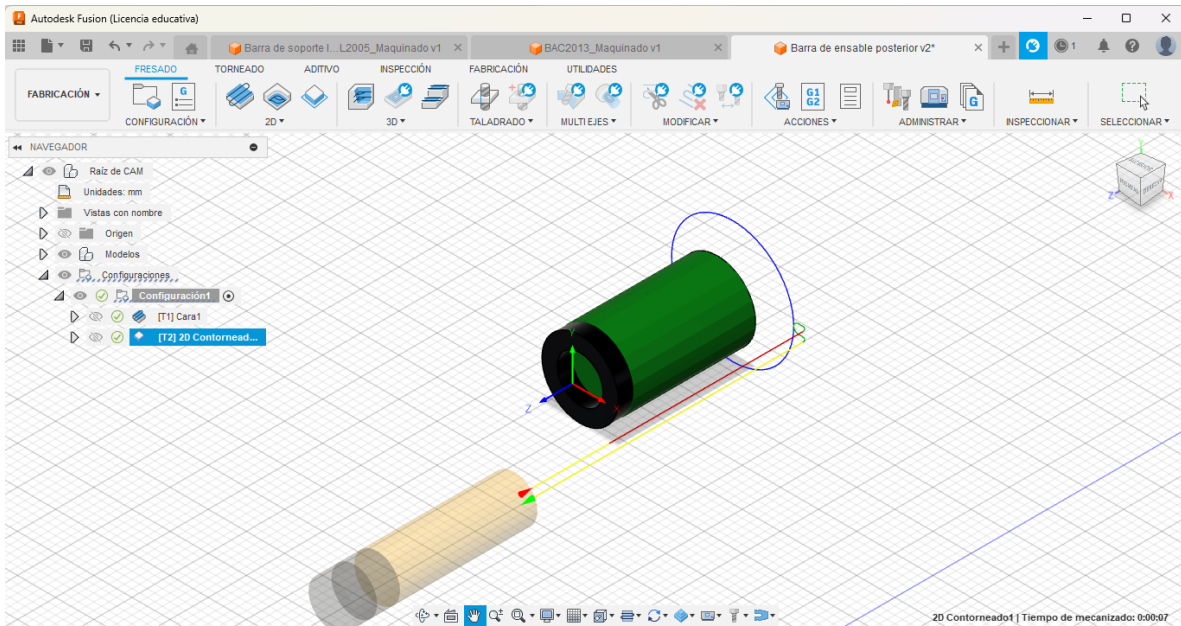 Autodesk Fusion (Licencia educativa)
Barra de soporte l...L2005_Maquinado v1
BAC2013_Maquinado v1
Barra de ensable posterior v2*
1
FRESADO TORNEADO ADITIVO INSPECCIÓN FABRICACIÓN UTILIDADES
FABRICACIÓN
G
G1
G2
G
CONFIGURACIÓN 2D 3D TALADRADO MULTIEJES MODIFICAR ACCIONES ADMINISTRAR INSPECCIONAR SELECCIONAR
NAVEGADOR
Raíz de CAM
Unidades: mm
Vistas con nombre
Origen
Modelos
Configuraciones
Configuración1
[T1] Cara1
[T2] 2D Contornead...
Y
Z
X
Z
X
2D Contorneado1 | Tiempo de mecanizado: 0:00:07